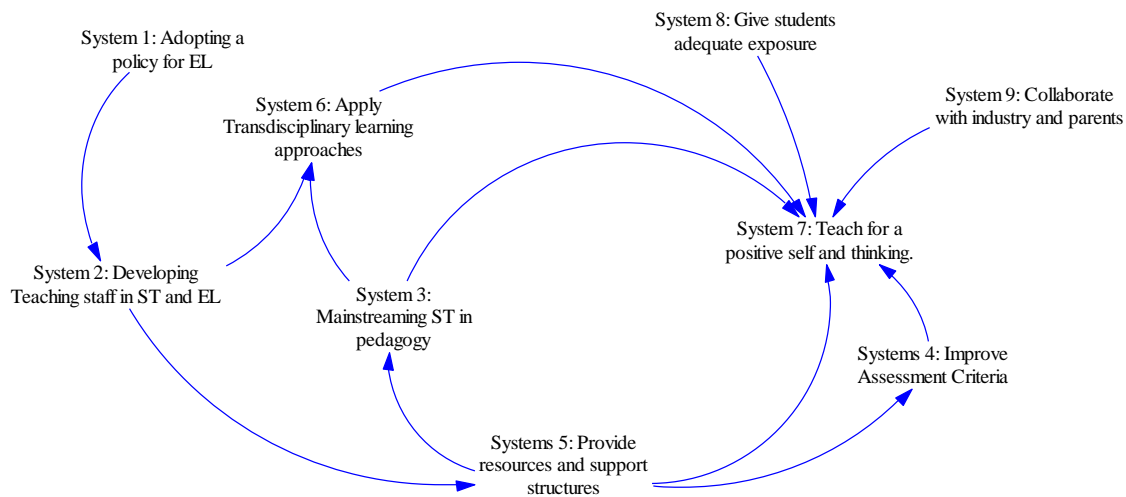 System 1: Adopting a
policy for EL
System 8: Give students
adequate exposure
System 6: Apply
Transdisciplinary learning
approaches
System 9: Collaborate
with industry and parents
System 7: Teach for a
positive self and thinking.
System 2: Developing
Teaching staff in ST and EL
System 3:
Mainstreaming ST in
pedagogy
Systems 4: Improve
Assessment Criteria
Systems 5: Provide
resources and support
structures